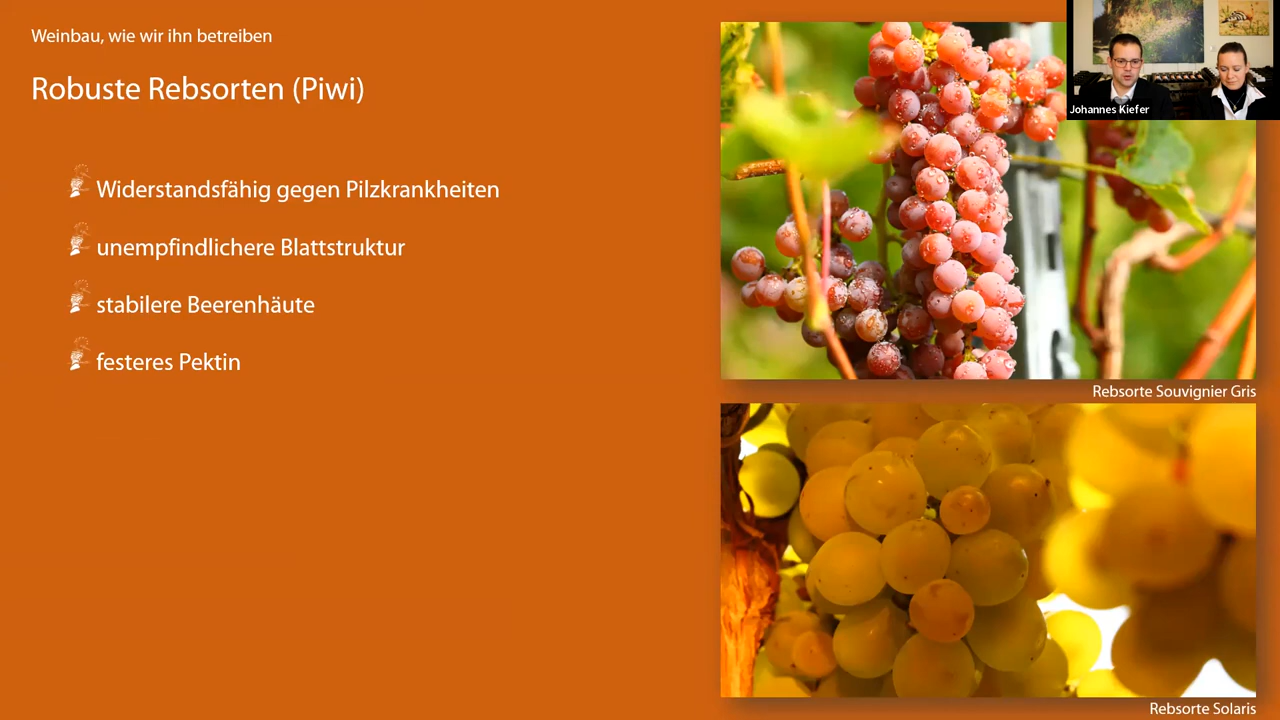 Weinbau, wie wir ihn betreiben
Robuste Rebsorten (Piwi)
Widerstandsfähig gegen Pilzkrankheiten
unempfindlichere Blattstruktur
stabilere Beerenhäute
festeres Pektin
Johannes Kiefer
Rebsorte Souvignier Gris
Rebsorte Solaris